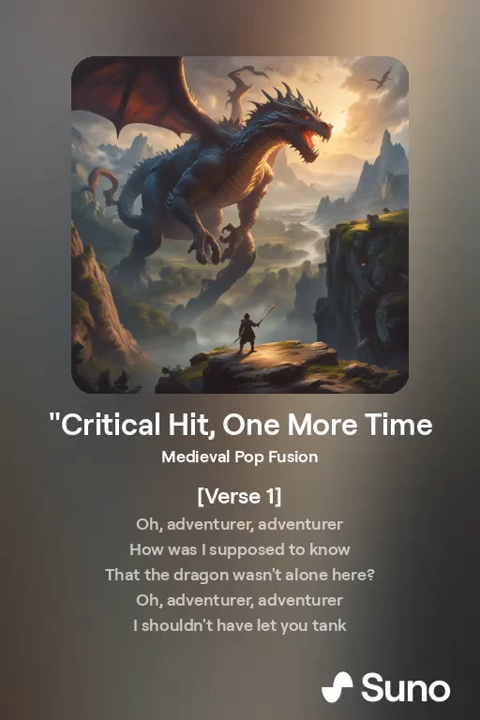 "Critical Hit, One More Time
Medieval Pop Fusion
[Verse 1]
Oh, adventurer, adventurer
How was I supposed to know
That the dragon wasn't alone here?
Oh, adventurer, adventurer
I shouldn't have let you tank
Suno